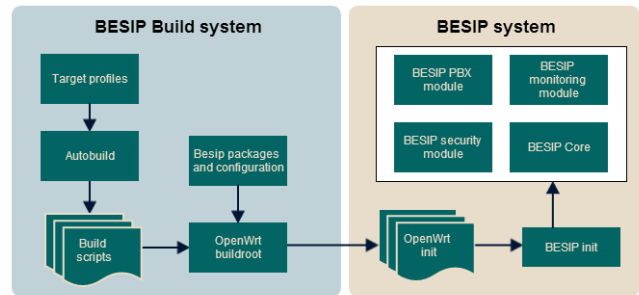 BESIP Build system
BESIP system
Target profiles
Autobuild
Besip packages
and configuration
Build
scripts
OpenWrt
buildroot
BESIP PBX
module
BESIP
monitoring
module
BESIP security
module
BESIP Core
OpenWrt
init
BESIP init